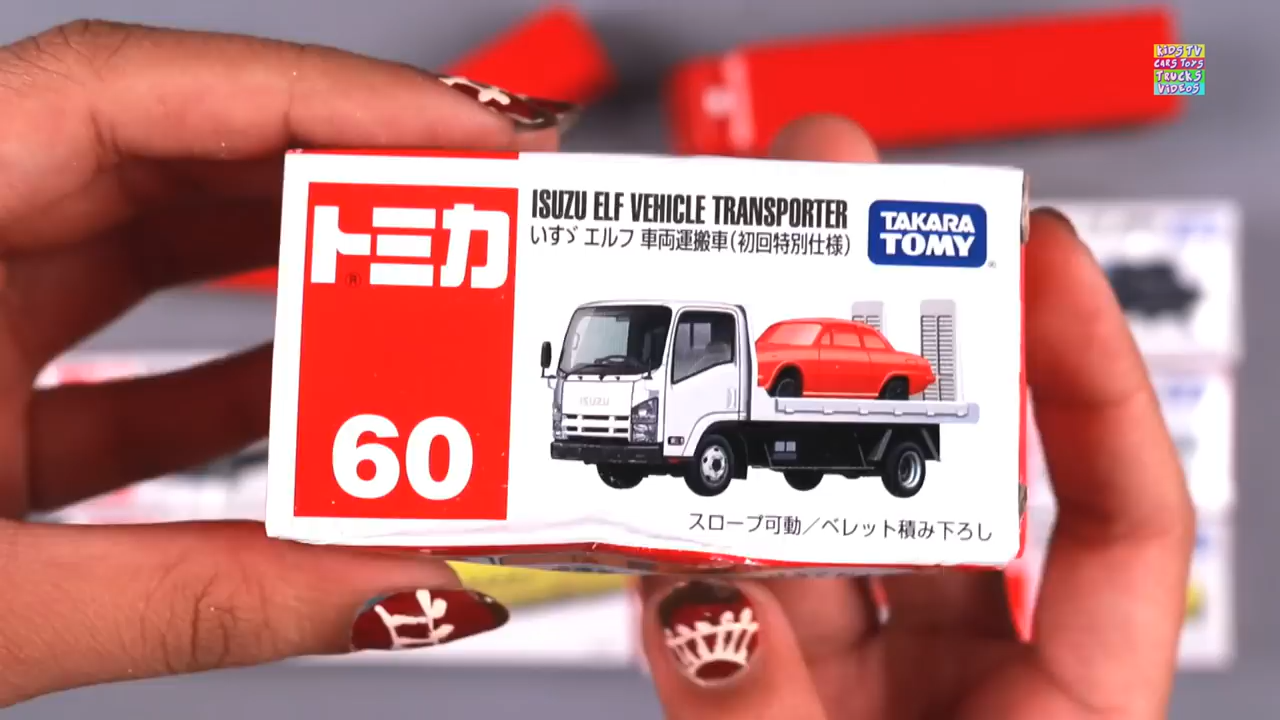 KIDS TV
CARS TOYS
TRUCKS
VIDEOS
トミカ
60
ISUZU ELF VEHICLE TRANSPORTER
いすゞ エルフ 車両運搬車(初回特別仕様)
TAKARA
TOMY
ISUZU
スロープ可動/ベレット積み下ろし